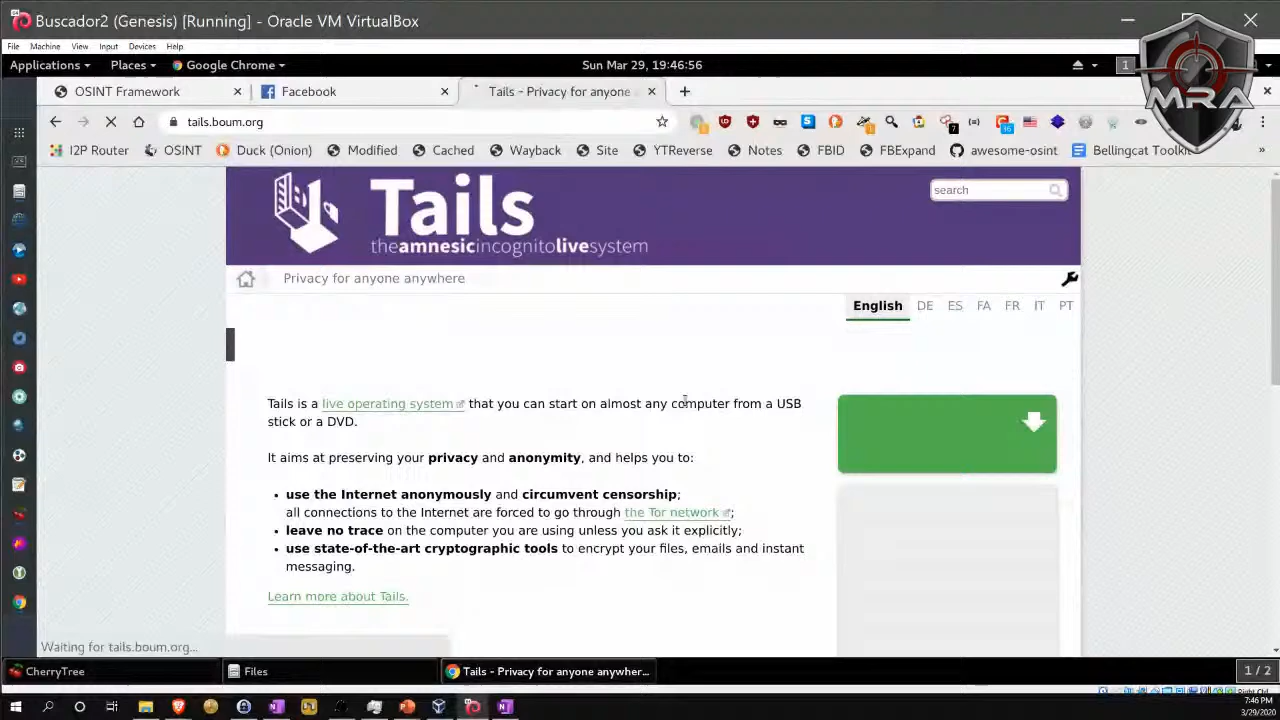 Buscador2 (Genesis) [Running] - Oracle VM VirtualBox
File Machine View Input Devices Help
Applications Places Google Chrome Sun Mar 29, 19:46:56 1
MRA
OSINT Framework Facebook Tails - Privacy for anyone
tails.boum.org 7 16
I2P Router OSINT Duck (Onion) Modified Cached Wayback Site YTReverse Notes FBID FBExpand awesome-osint Bellingcat Toolkit »
Tails
theamnesicincognitolivesystem
search
Privacy for anyone anywhere
English DE ES FA FR IT PT
Tails is a live operating system that you can start on almost any computer from a USB
stick or a DVD.
It aims at preserving your privacy and anonymity, and helps you to:
• use the Internet anonymously and circumvent censorship;
all connections to the Internet are forced to go through the Tor network;
• leave no trace on the computer you are using unless you ask it explicitly;
• use state-of-the-art cryptographic tools to encrypt your files, emails and instant
messaging.
Learn more about Tails.
Waiting for tails.boum.org...
CherryTree Files Tails - Privacy for anyone anywher... 1 / 2
Right Ctrl
7:46 PM
3/29/2020